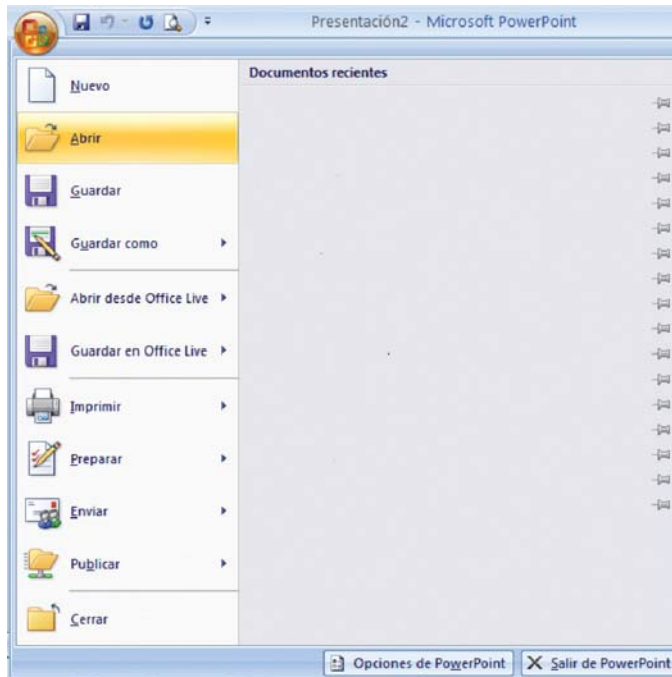 Presentación2 - Microsoft PowerPoint
Documentos recientes
Nuevo
Abrir
Guardar
Guardar como
Abrir desde Office Live
Guardar en Office Live
Imprimir
Preparar
Enviar
Publicar
Cerrar
Opciones de PowerPoint
Salir de PowerPoint